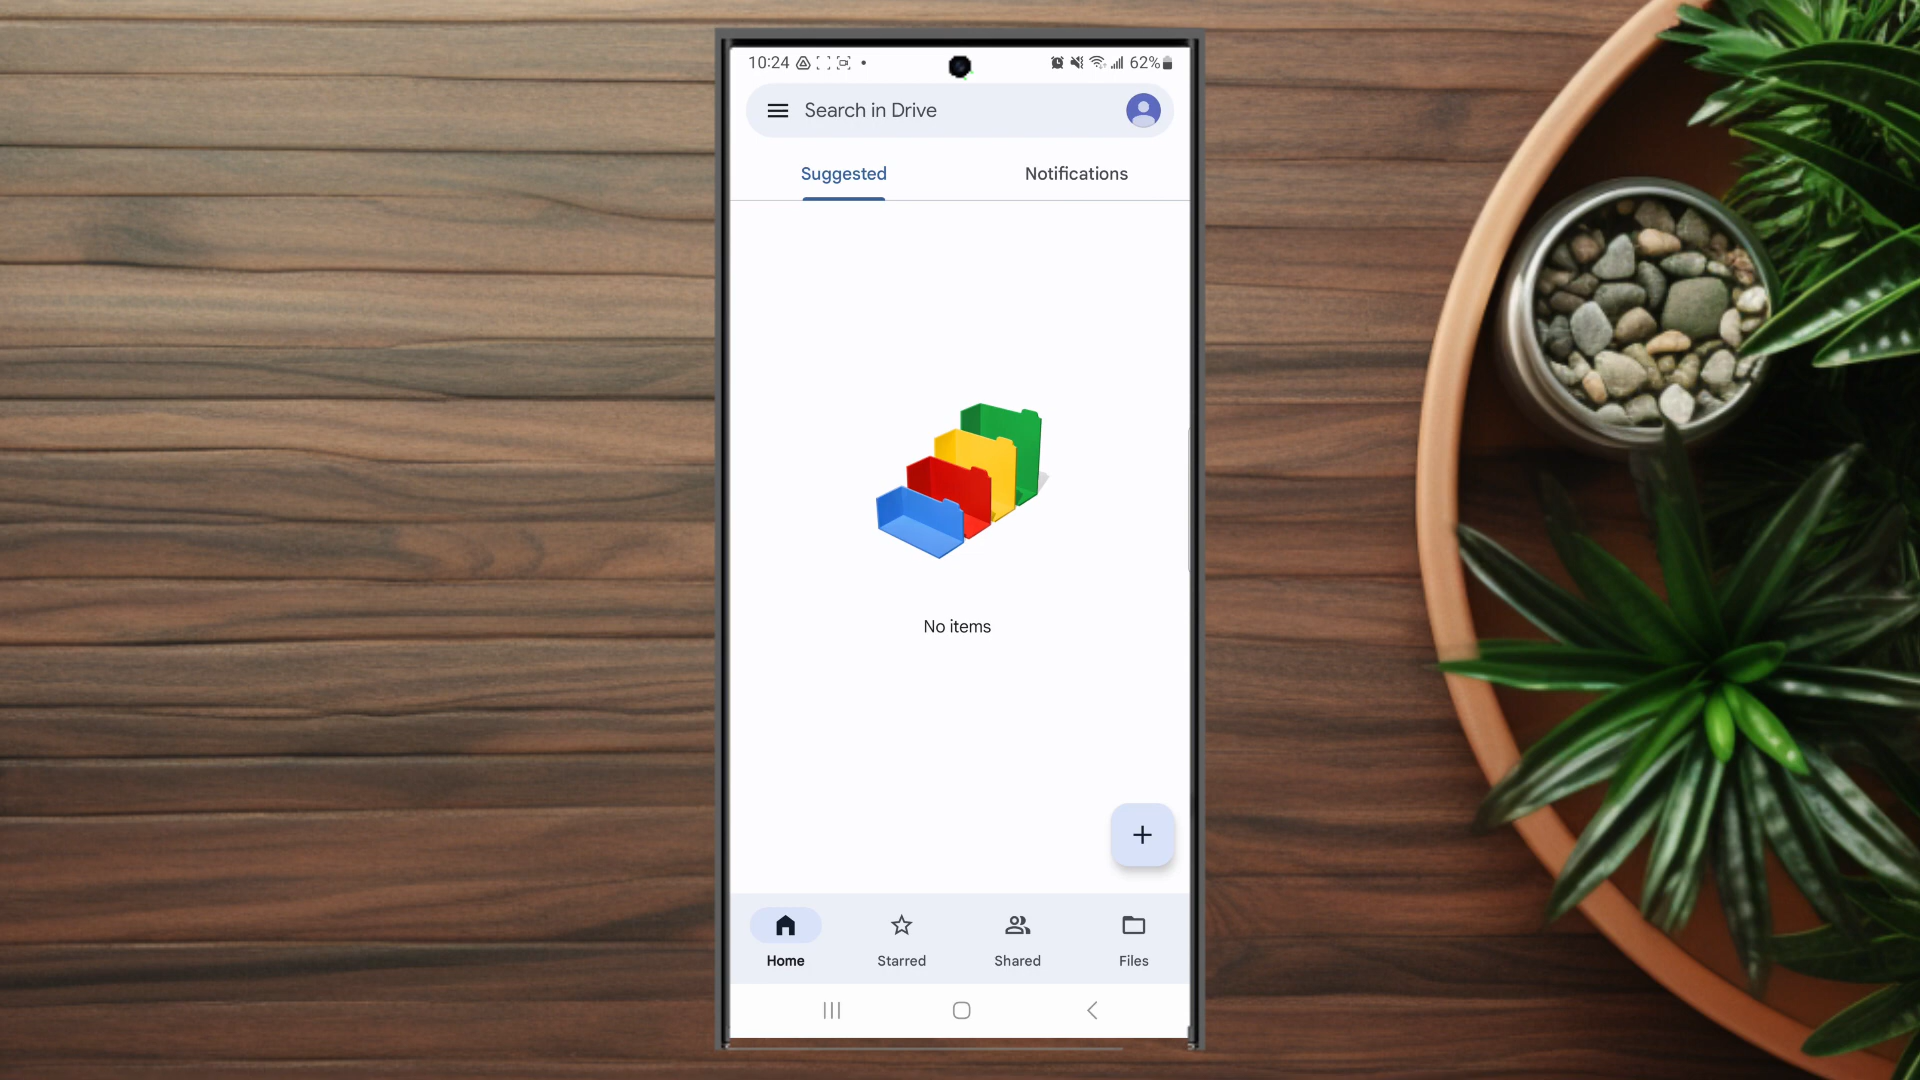 10:24
62%
Search in Drive
Suggested
Notifications
No items
Home
Starred
Shared
Files